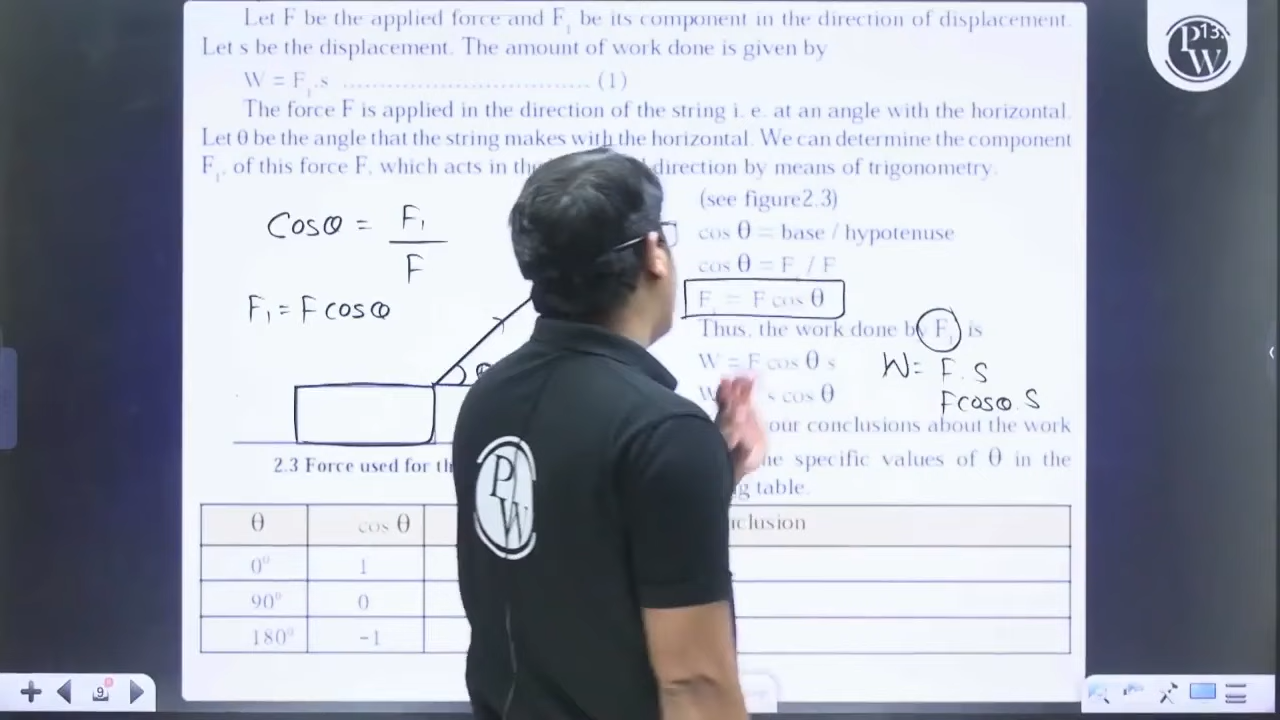 Let F be the applied force and F₁ be its component in the direction of displacement.
Let s be the displacement. The amount of work done is given by
W = F₁.s ................................ (1)
The force F is applied in the direction of the string i. e. at an angle with the horizontal.
Let θ be the angle that the string makes with the horizontal. We can determine the component
F₁, of this force F, which acts in the direction by means of trigonometry.
(see figure2.3)
cos θ = base / hypotenuse
cos θ = F₁ / F
F₁ = F cos θ
Thus, the work done by F₁ is
W = F cos θ s
W s cos θ
our conclusions about the work
specific values of θ in the
table.
Cosθ = F₁ / F
F₁ = F cosθ
W = F . S
F cosθ . S
θ
2.3 Force used for
θ cos θ
0° 1
90° 0
180° -1
PW
13
PW
9